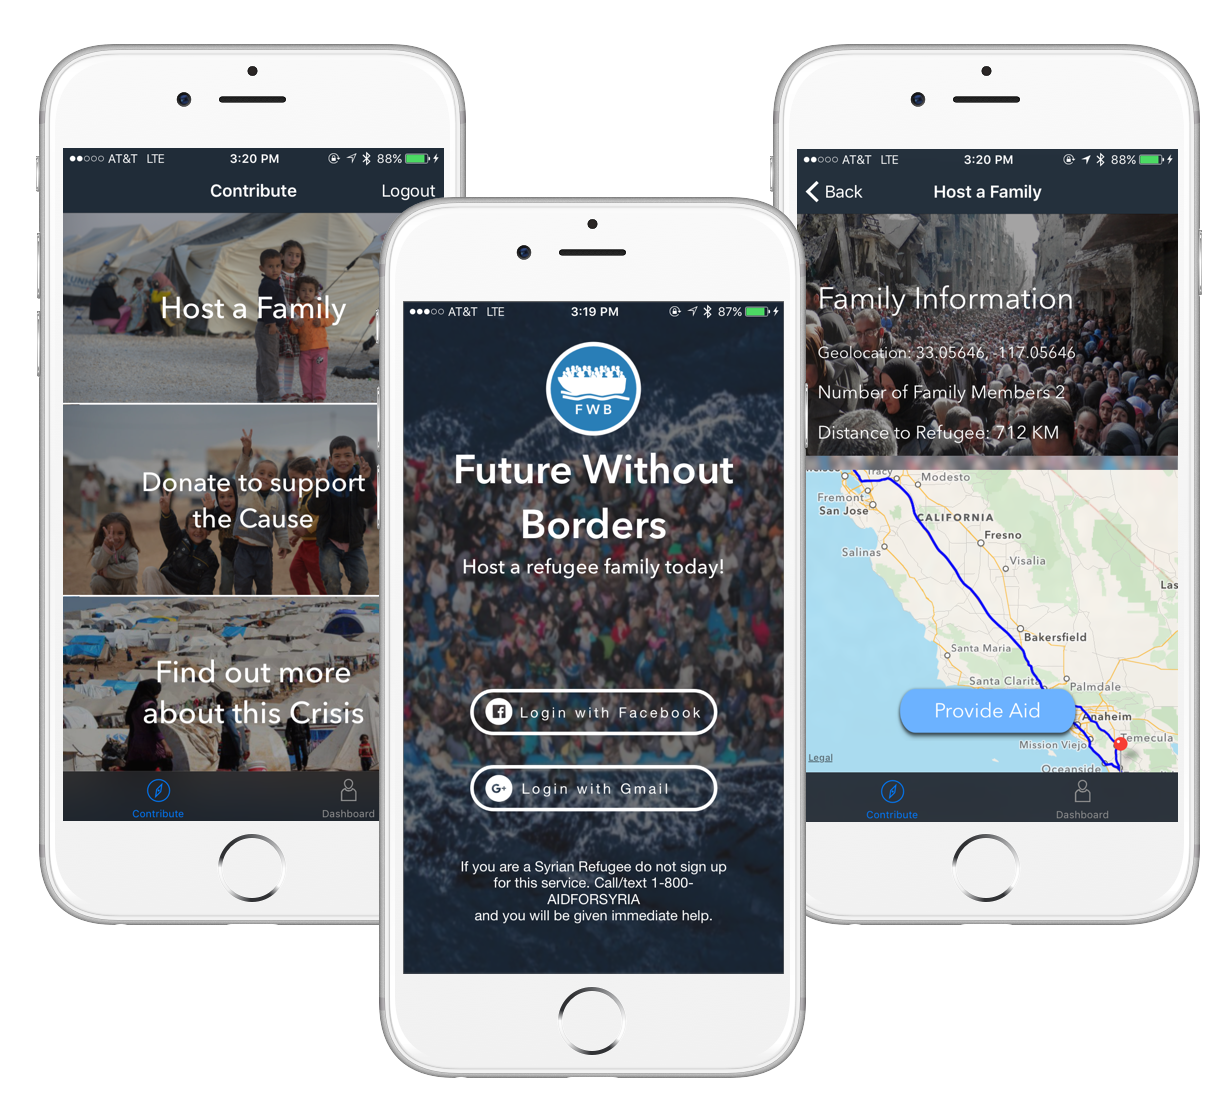 AT&T LTE 3:20 PM 88%
Contribute Logout
Host a Family
Donate to support
the Cause
Find out more
about this Crisis
Contribute Dashboard
AT&T LTE 3:19 PM 87%
FWB
Future Without
Borders
Host a refugee family today!
Login with Facebook
G+ Login with Gmail
If you are a Syrian Refugee do not sign up
for this service. Call/text 1-800-
AIDFORSYRIA
and you will be given immediate help.
AT&T LTE 3:20 PM 88%
Back Host a Family
Family Information
Geolocation: 33.05646, -117.05646
Number of Family Members 2
Distance to Refugee: 712 KM
Tracy
Modesto
Fremont
San Jose
CALIFORNIA
Fresno
Salinas
Visalia
Las
Bakersfield
Santa Maria
Santa Clarita
Palmdale
Provide Aid
Anaheim
Temecula
Mission Viejo
Legal
Oceanside
Contribute Dashboard